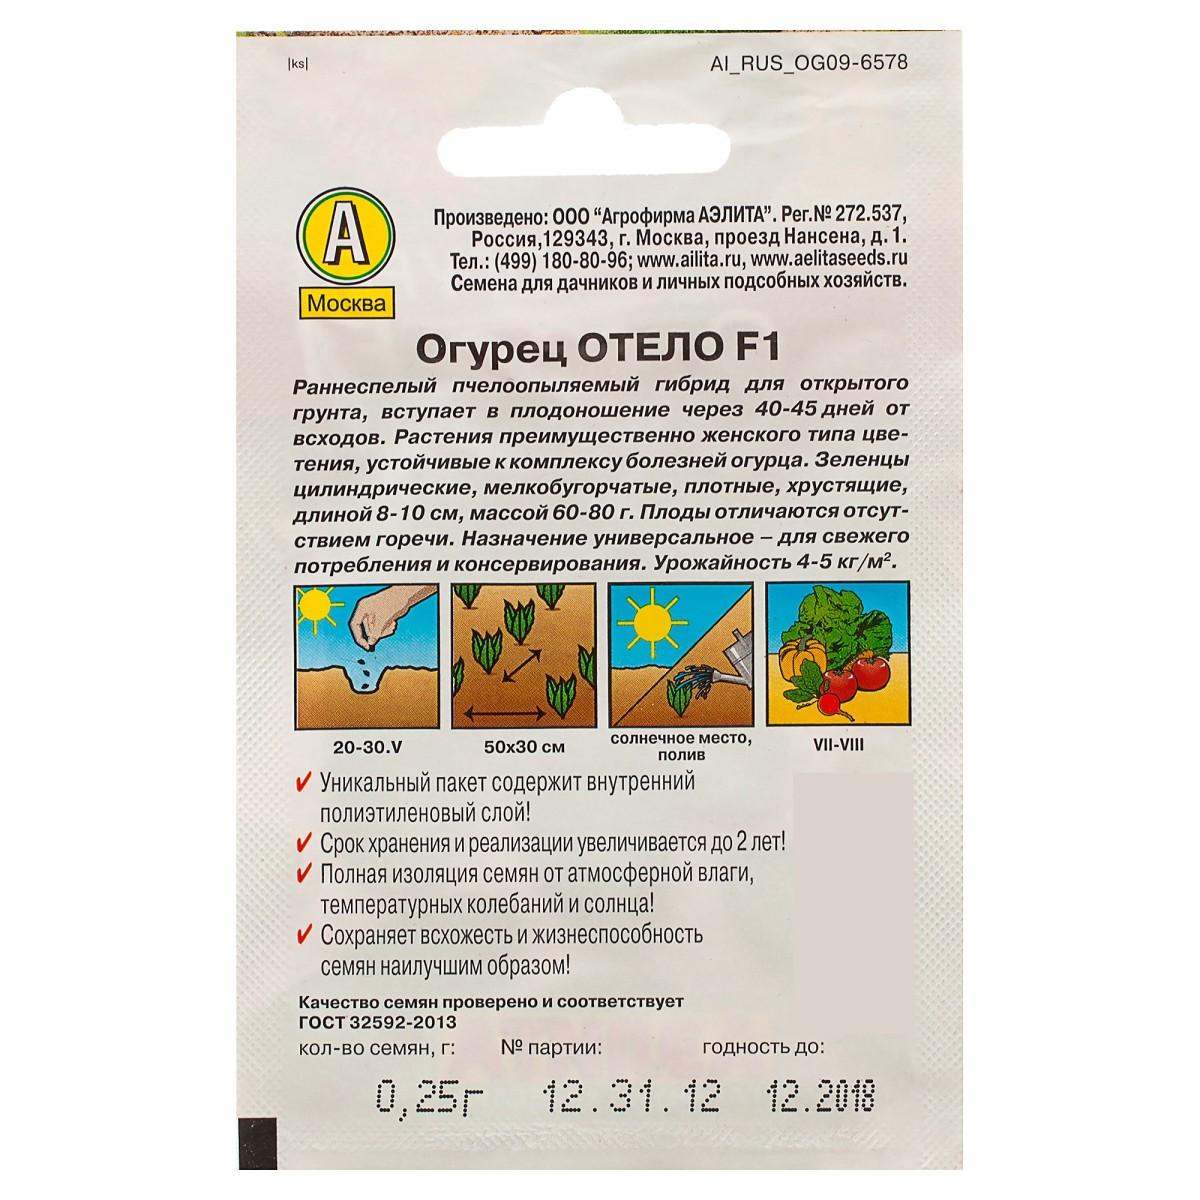 |ks|
AI_RUS_OG09-6578
А
Москва
Произведено: ООО “Агрофирма АЭЛИТА”. Рег.№ 272.537,
Россия,129343, г. Москва, проезд Нансена, д. 1.
Тел.: (499) 180-80-96; www.ailita.ru, www.aelitaseeds.ru
Семена для дачников и личных подсобных хозяйств.
Огурец ОТЕЛО F1
Раннеспелый пчелоопыляемый гибрид для открытого
грунта, вступает в плодоношение через 40-45 дней от
всходов. Растения преимущественно женского типа цве-
тения, устойчивые к комплексу болезней огурца. Зеленцы
цилиндрические, мелкобугорчатые, плотные, хрустящие,
длиной 8-10 см, массой 60-80 г. Плоды отличаются отсут-
ствием горечи. Назначение универсальное – для свежего
потребления и консервирования. Урожайность 4-5 кг/м².
20-30.V
50х30 см
солнечное место,
полив
VII-VIII
Уникальный пакет содержит внутренний
полиэтиленовый слой!
Срок хранения и реализации увеличивается до 2 лет!
Полная изоляция семян от атмосферной влаги,
температурных колебаний и солнца!
Сохраняет всхожесть и жизнеспособность
семян наилучшим образом!
Качество семян проверено и соответствует
ГОСТ 32592-2013
кол-во семян, г: № партии: годность до:
0,25г 12.31.12 12.2018